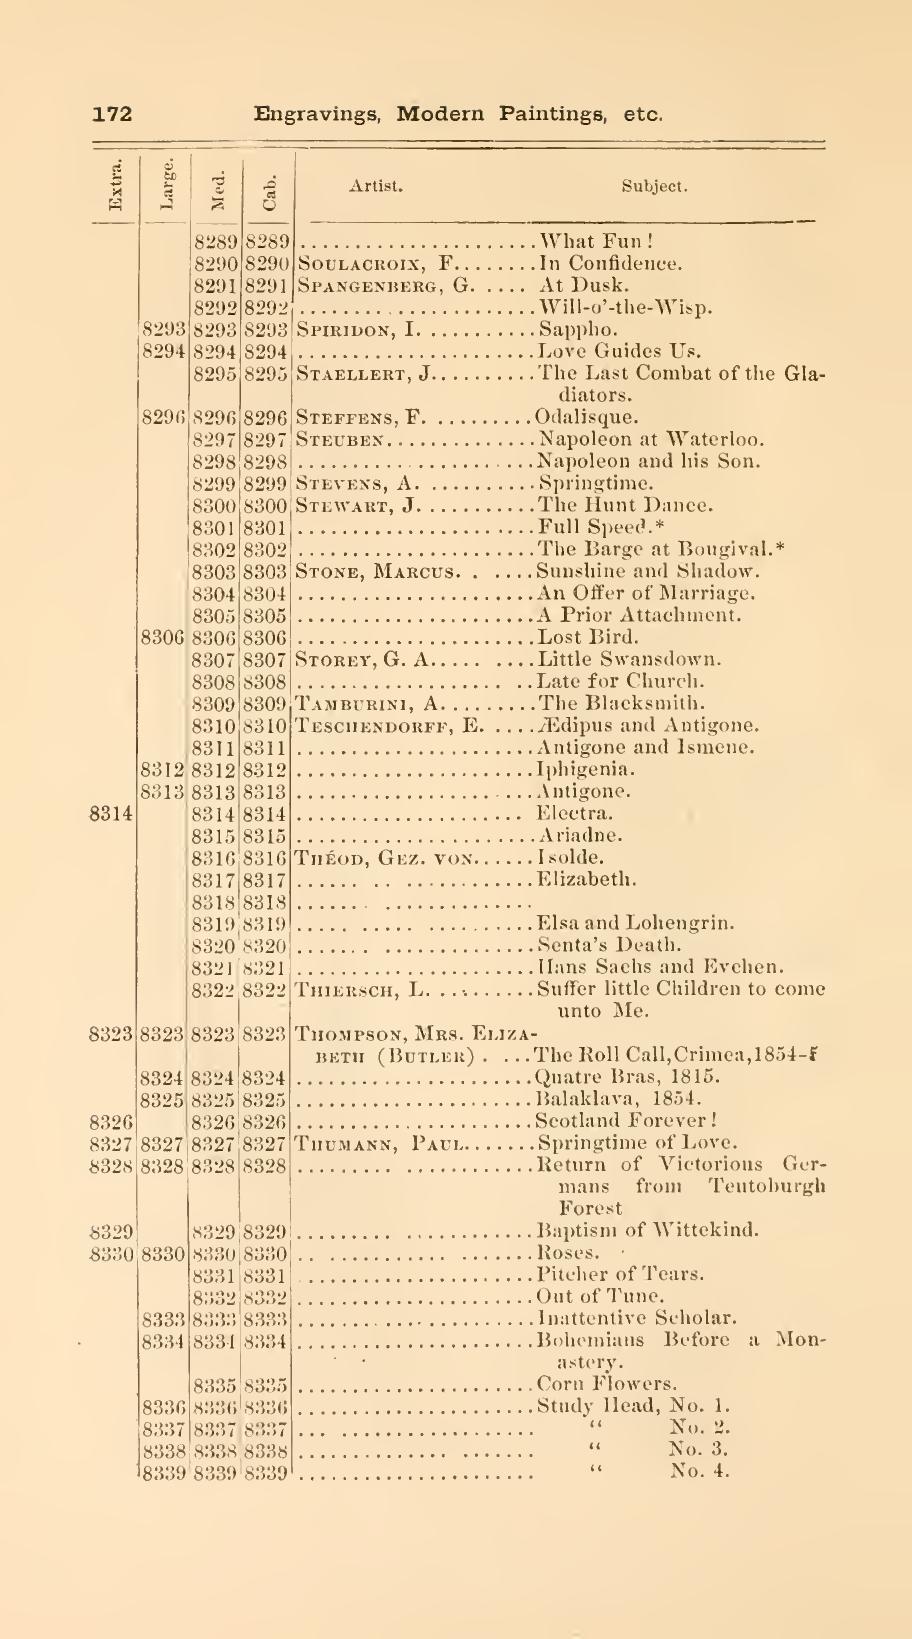 172 Engravings, Modern Paintings, etc.
Extra. Large. Med. Cab. Artist. Subject.
8289 8289 ...................... What Fun !
8290 8290 SOULACROIX, F........ In Confidence.
8291 8291 SPANGENBERG, G. .... At Dusk.
8292 8292 ...................... Will-o'-the-Wisp.
8293 8293 8293 SPIRIDON, I. .......... Sappho.
8294 8294 8294 ...................... Love Guides Us.
8295 8295 STAELLERT, J.......... The Last Combat of the Gla-
diators.
8296 8296 8296 STEFFENS, F. ......... Odalisque.
8297 8297 STEUBEN.............. Napoleon at Waterloo.
8298 8298 ...................... Napoleon and his Son.
8299 8299 STEVENS, A. .......... Springtime.
8300 8300 STEWART, J. .......... The Hunt Dance.
8301 8301 ...................... Full Speed.*
8302 8302 ...................... The Barge at Bougival.*
8303 8303 STONE, MARCUS. . .... Sunshine and Shadow.
8304 8304 ...................... An Offer of Marriage.
8305 8305 ...................... A Prior Attachment.
8306 8306 8306 ...................... Lost Bird.
8307 8307 STOREY, G. A..... .... Little Swansdown.
8308 8308 ................... .. Late for Church.
8309 8309 TAMBURINI, A......... The Blacksmith.
8310 8310 TESCHENDORFF, E. .... Ædipus and Antigone.
8311 8311 ...................... Antigone and Ismene.
8312 8312 8312 ...................... Iphigenia.
8313 8313 8313 ...................... Antigone.
8314 8314 8314 ..................... Electra.
8315 8315 ...................... Ariadne.
8316 8316 THÉOD, GEZ. VON...... Isolde.
8317 8317 ...... .. ............ Elizabeth.
8318 8318 ...... . .............
8319 8319 ..... ..... .......... Elsa and Lohengrin.
8320 8320 ...... . ............. Senta's Death.
8321 8321 ...................... Hans Sachs and Evchen.
8322 8322 THIERSCH, L. ......... Suffer little Children to come
unto Me.
8323 8323 8323 8323 THOMPSON, MRS. ELIZA-
BETH (BUTLER) . ... The Roll Call, Crimea, 1854-
8324 8324 8324 ...................... Quatre Bras, 1815.
8325 8325 8325 ...................... Balaklava, 1854.
8326 8326 8326 ...................... Scotland Forever !
8327 8327 8327 8327 THUMANN, PAUL....... Springtime of Love.
8328 8328 8328 8328 ......... ............ Return of Victorious Ger-
mans from Teutoburgh
Forest
8329 8329 8329 ......... ............ Baptism of Wittekind.
8330 8330 8330 8330 .. ........... ....... Roses.
8331 8331 ...................... Pitcher of Tears.
8332 8332 ...................... Out of Tune.
8333 8333 8333 ...................... Inattentive Scholar.
8334 8334 8334 ...................... Bohemians Before a Mon-
astery.
8335 8335 ...................... Corn Flowers.
8336 8336 8336 ...................... Study Head, No. 1.
8337 8337 8337 ... .................. “ No. 2.
8338 8338 8338 ............... ....... “ No. 3.
8339 8339 8339 ...................... “ No. 4.